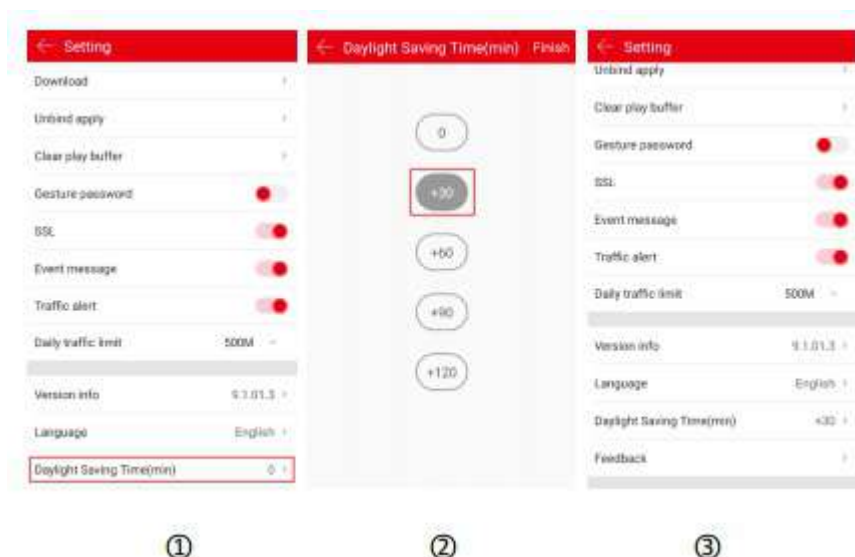 Setting
Download
Unbind apply
Clear play buffer
Gesture password
SSL
Event message
Traffic alert
Daily traffic limit 500M
Version info 9.1.01.3
Language English
Daylight Saving Time(min) 0
①
Daylight Saving Time(min) Finish
0
+30
+60
+90
+120
②
Setting
Unbind apply
Clear play buffer
Gesture password
SSL
Event message
Traffic alert
Daily traffic limit 500M
Version info 9.1.01.3
Language English
Daylight Saving Time(min) +30
Feedback
③